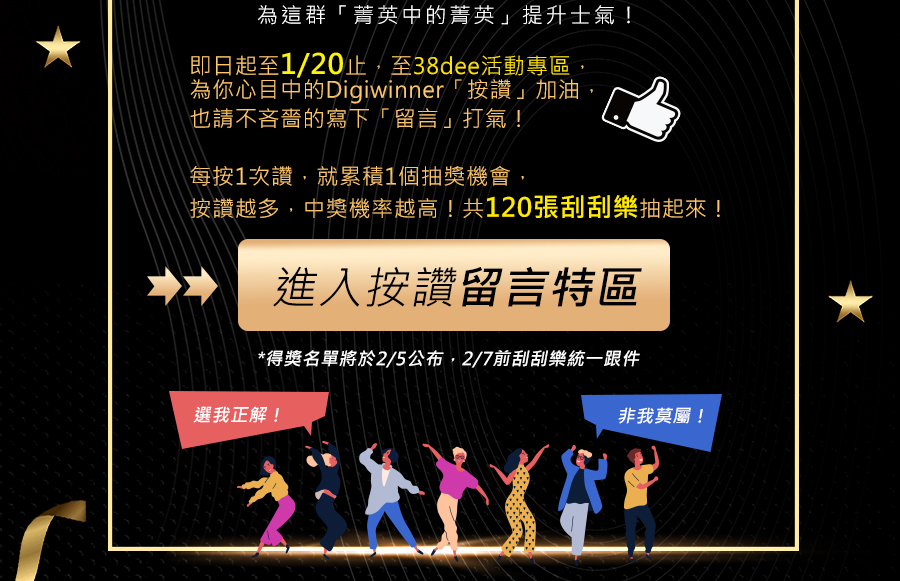 為這群「菁英中的菁英」提升士氣！
即日起至1/20止，至38dee活動專區，
為你心目中的Digiwinner「按讚」加油，
也請不吝嗇的寫下「留言」打氣！
每按1次讚，就累積1個抽獎機會，
按讚越多，中獎機率越高！共120張刮刮樂抽起來！
進入按讚留言特區
*得獎名單將於2/5公布，2/7前刮刮樂統一跟件
選我正解！
非我莫屬！